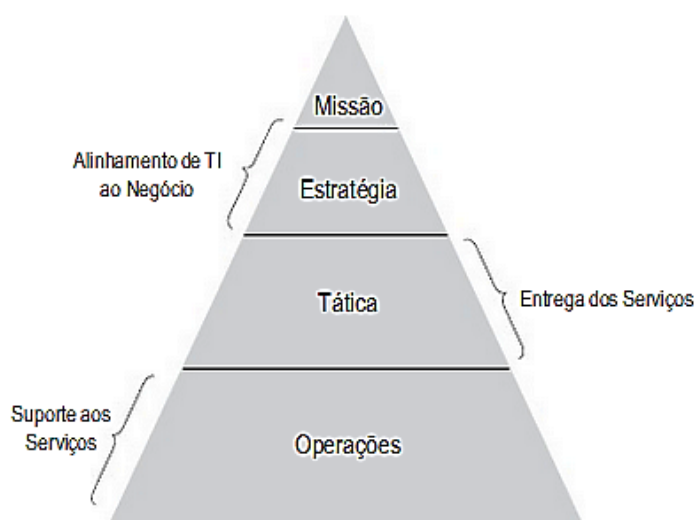 Missão
Alinhamento de TI
ao Negócio
Estratégia
Tática
Entrega dos Serviços
Suporte aos
Serviços
Operações